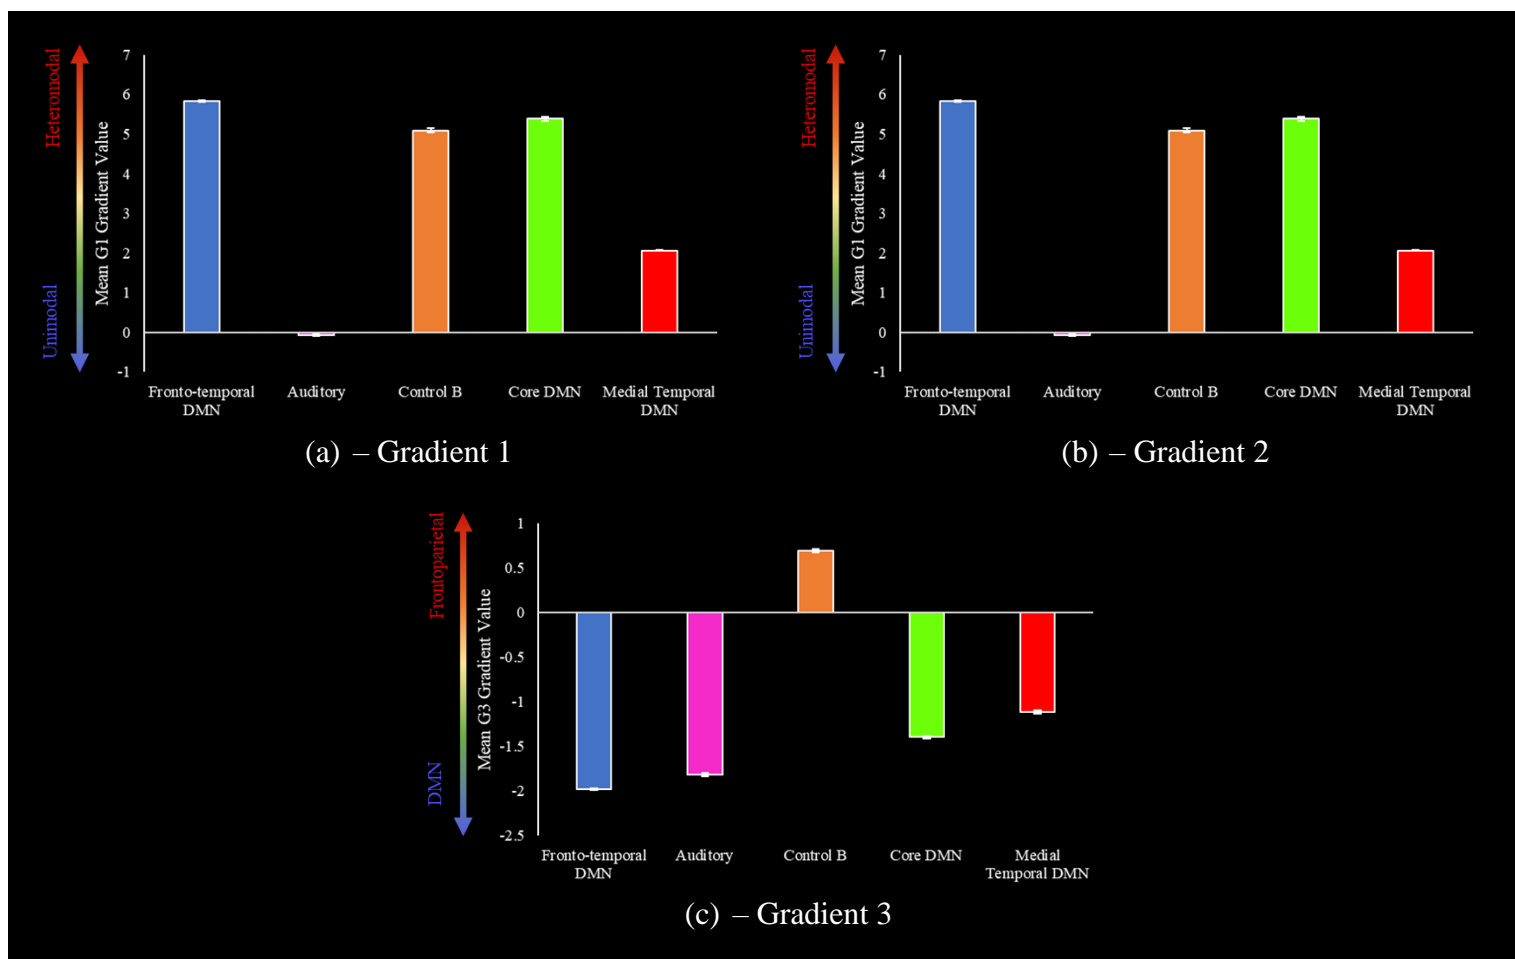 Heteromodal
Unimodal
Mean G1 Gradient Value
7
6
5
4
3
2
1
0
-1
Fronto-temporal
DMN
Auditory
Control B
Core DMN
Medial Temporal
DMN
(a) – Gradient 1
Heteromodal
Unimodal
Mean G1 Gradient Value
7
6
5
4
3
2
1
0
-1
Fronto-temporal
DMN
Auditory
Control B
Core DMN
Medial Temporal
DMN
(b) – Gradient 2
Frontoparietal
DMN
Mean G3 Gradient Value
1
0.5
0
-0.5
-1
-1.5
-2
-2.5
Fronto-temporal
DMN
Auditory
Control B
Core DMN
Medial
Temporal DMN
(c) – Gradient 3